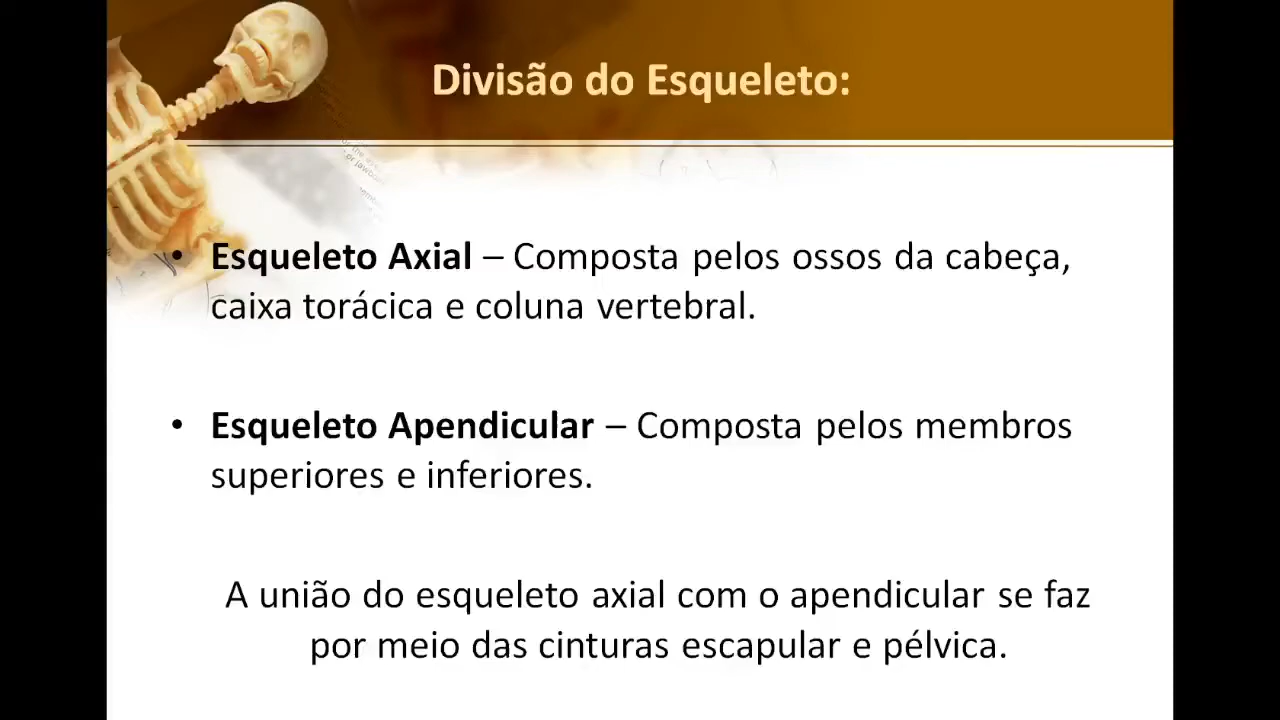 Divisão do Esqueleto:
• Esqueleto Axial – Composta pelos ossos da cabeça,
caixa torácica e coluna vertebral.
• Esqueleto Apendicular – Composta pelos membros
superiores e inferiores.
A união do esqueleto axial com o apendicular se faz
por meio das cinturas escapular e pélvica.